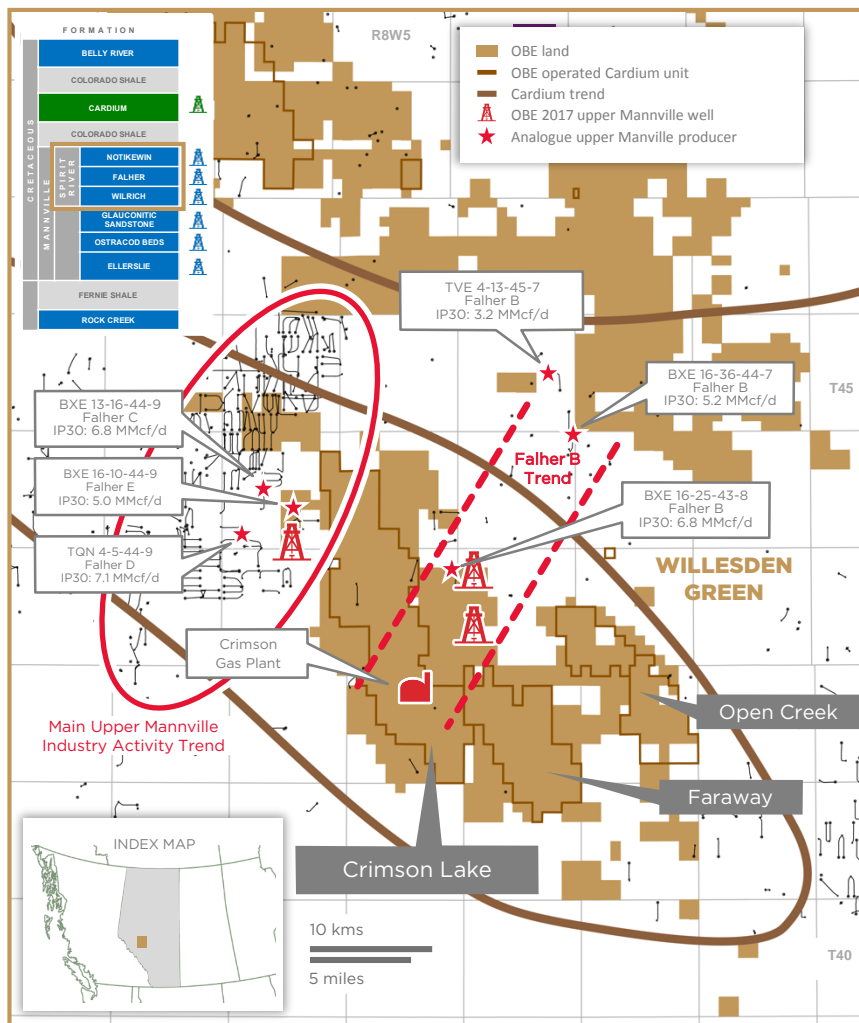 FORMATION
BELLY RIVER
COLORADO SHALE
CARDIUM
COLORADO SHALE
NOTIKEWIN
FALHER
WILRICH
GLAUCONITIC
SANDSTONE
OSTRACOD BEDS
ELLERSLIE
FERNIE SHALE
ROCK CREEK
CRETACEOUS
MANNVILLE
SPIRIT
RIVER
R8W5
OBE land
OBE operated Cardium unit
Cardium trend
OBE 2017 upper Mannville well
Analogue upper Manville producer
TVE 4-13-45-7
Falher B
IP30: 3.2 MMcf/d
T45
BXE 16-36-44-7
Falher B
IP30: 5.2 MMcf/d
BXE 13-16-44-9
Falher C
IP30: 6.8 MMcf/d
Falher B
Trend
BXE 16-10-44-9
Falher E
IP30: 5.0 MMcf/d
BXE 16-25-43-8
Falher B
IP30: 6.8 MMcf/d
TQN 4-5-44-9
Falher D
IP30: 7.1 MMcf/d
WILLESDEN
GREEN
Crimson
Gas Plant
Main Upper Mannville
Industry Activity Trend
Open Creek
Faraway
Crimson Lake
INDEX MAP
10 kms
5 miles
T40